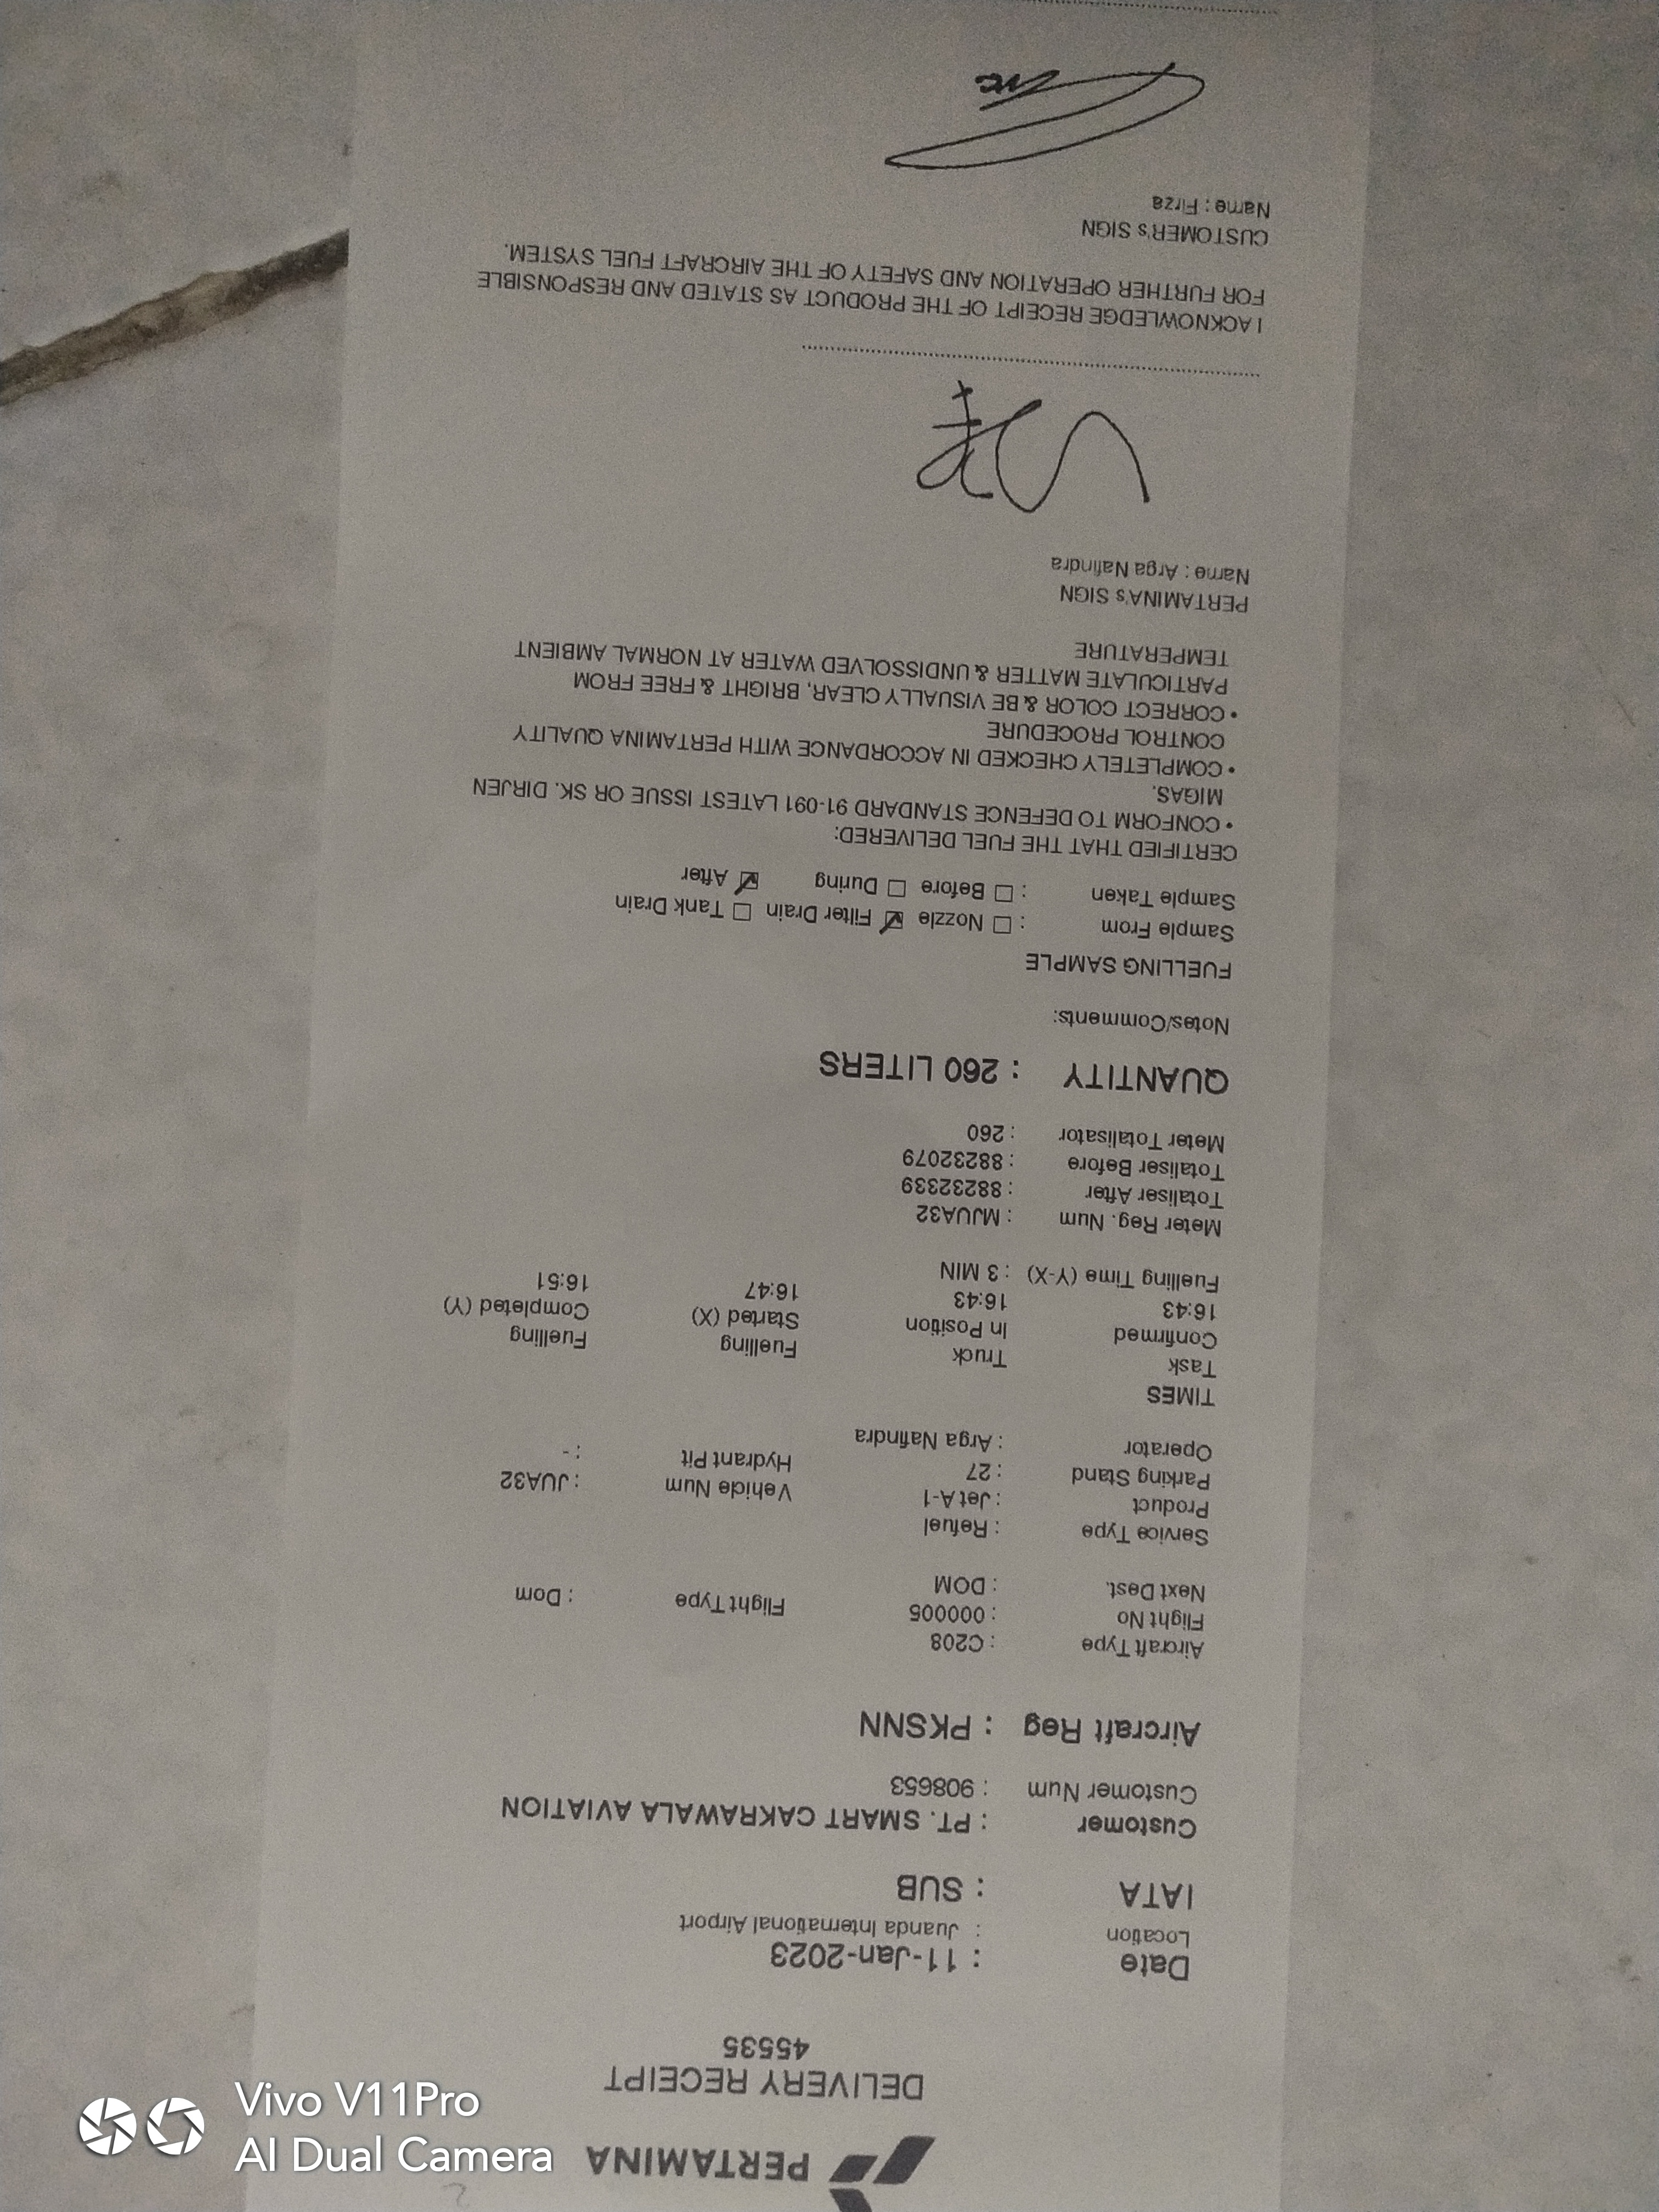 PERTAMINA
DELIVERY RECEIPT
45535
Date : 11-Jan-2023
Location : Juanda International Airport
IATA : SUB
Customer : PT. SMART CAKRAWALA AVIATION
Customer Num : 908653
Aircraft Reg : PKSNN
Aircraft Type : C208
Flight No : 000005 Flight Type : Dom
Next Dest. : DOM
Service Type : Refuel
Product : Jet A-1 Vehicle Num : JUA32
Parking Stand : 27 Hydrant Pit : -
Operator : Arga Nafindra
TIMES
Task Truck Fuelling Fuelling
Confirmed In Position Started (X) Completed (Y)
16:43 16:43 16:47 16:51
Fuelling Time (Y-X) : 3 MIN
Meter Reg. Num : MJUA32
Totaliser After : 88232339
Totaliser Before : 88232079
Meter Totalisator : 260
QUANTITY : 260 LITERS
Notes/Comments:
FUELLING SAMPLE
Sample From : ☐ Nozzle ☑ Filter Drain ☐ Tank Drain
Sample Taken : ☐ Before ☐ During ☑ After
CERTIFIED THAT THE FUEL DELIVERED:
• CONFORM TO DEFENCE STANDARD 91-091 LATEST ISSUE OR SK. DIRJEN
MIGAS.
• COMPLETELY CHECKED IN ACCORDANCE WITH PERTAMINA QUALITY
CONTROL PROCEDURE
• CORRECT COLOR & BE VISUALLY CLEAR, BRIGHT & FREE FROM
PARTICULATE MATTER & UNDISSOLVED WATER AT NORMAL AMBIENT
TEMPERATURE
PERTAMINA's SIGN
Name : Arga Nafindra
I ACKNOWLEDGE RECEIPT OF THE PRODUCT AS STATED AND RESPONSIBLE
FOR FURTHER OPERATION AND SAFETY OF THE AIRCRAFT FUEL SYSTEM.
CUSTOMER's SIGN
Name : Firza
Vivo V11Pro
AI Dual Camera